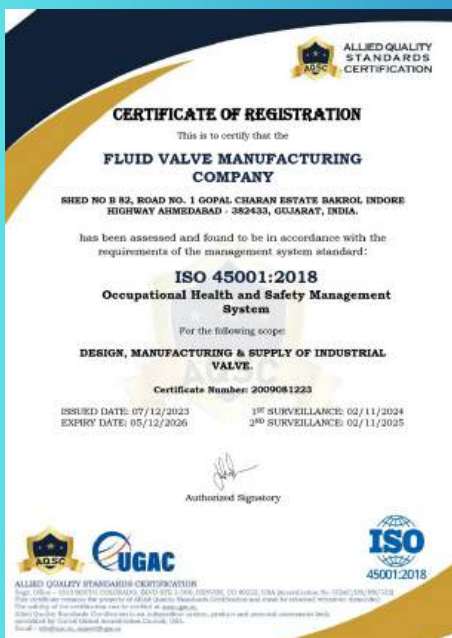 ALLIED QUALITY
STANDARDS
CERTIFICATION
AQSC
CERTIFICATE OF REGISTRATION
This is to certify that the
FLUID VALVE MANUFACTURING
COMPANY
SHED NO B 82, ROAD NO. 1 GOPAL CHARAN ESTATE BAKROL INDORE
HIGHWAY AHMEDABAD - 382433, GUJARAT, INDIA.
has been assessed and found to be in accordance with the
requirements of the management system standard:
ISO 45001:2018
Occupational Health and Safety Management
System
For the following scope:
DESIGN, MANUFACTURING & SUPPLY OF INDUSTRIAL
VALVE.
AQSC
Certificate Number: 2009081223
ISSUED DATE: 07/12/2023
EXPIRY DATE: 05/12/2026
1ST SURVEILLANCE: 02/11/2024
2ND SURVEILLANCE: 02/11/2025
Authorized Signatory
AQSC
UGAC
ISO
45001:2018
ALLIED QUALITY STANDARDS CERTIFICATION